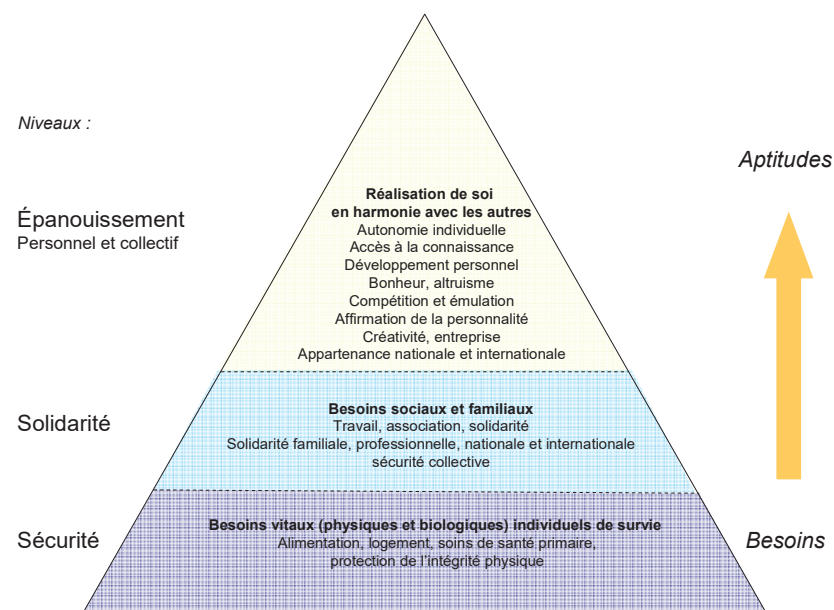 Niveaux :
Aptitudes
Épanouissement
Personnel et collectif
Réalisation de soi
en harmonie avec les autres
Autonomie individuelle
Accès à la connaissance
Développement personnel
Bonheur, altruisme
Compétition et émulation
Affirmation de la personnalité
Créativité, entreprise
Appartenance nationale et internationale
Solidarité
Besoins sociaux et familiaux
Travail, association, solidarité
Solidarité familiale, professionnelle, nationale et internationale
sécurité collective
Sécurité
Besoins vitaux (physiques et biologiques) individuels de survie
Alimentation, logement, soins de santé primaire,
protection de l'intégrité physique
Besoins